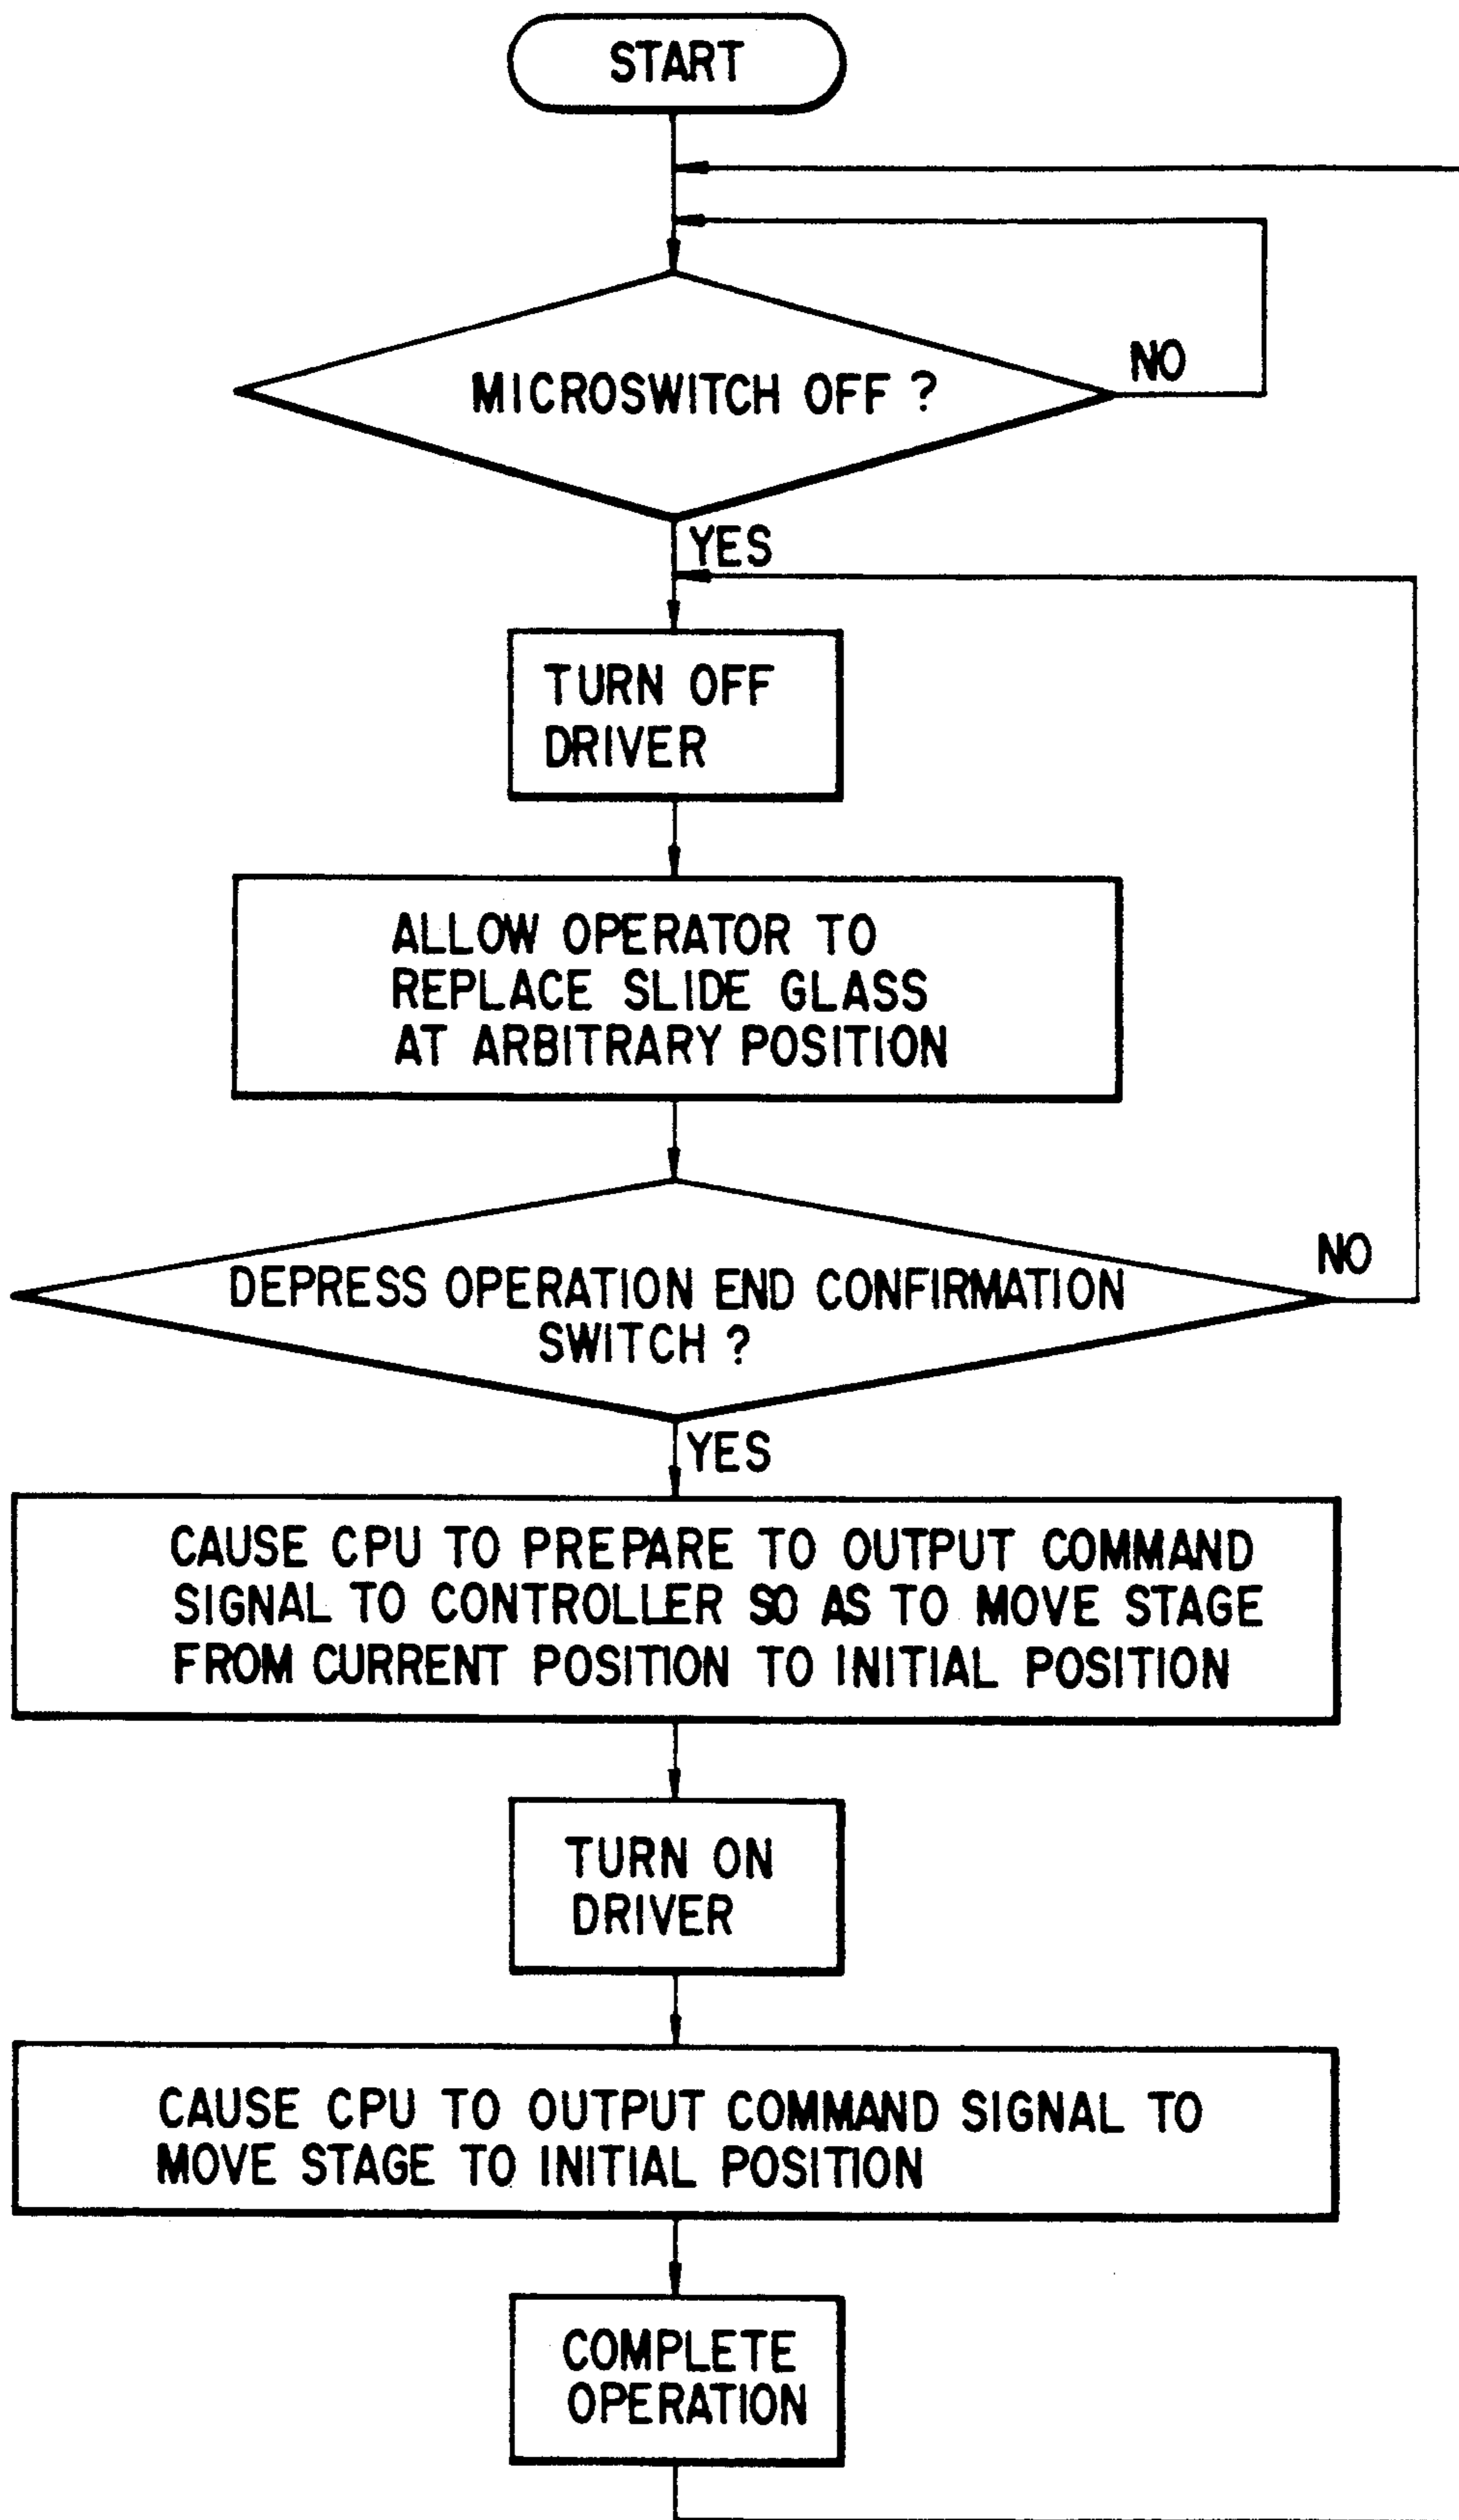 START
MICROSWITCH OFF ?
NO
YES
TURN OFF
DRIVER
ALLOW OPERATOR TO
REPLACE SLIDE GLASS
AT ARBITRARY POSITION
DEPRESS OPERATION END CONFIRMATION
SWITCH ?
NO
YES
CAUSE CPU TO PREPARE TO OUTPUT COMMAND
SIGNAL TO CONTROLLER SO AS TO MOVE STAGE
FROM CURRENT POSITION TO INITIAL POSITION
TURN ON
DRIVER
CAUSE CPU TO OUTPUT COMMAND SIGNAL TO
MOVE STAGE TO INITIAL POSITION
COMPLETE
OPERATION